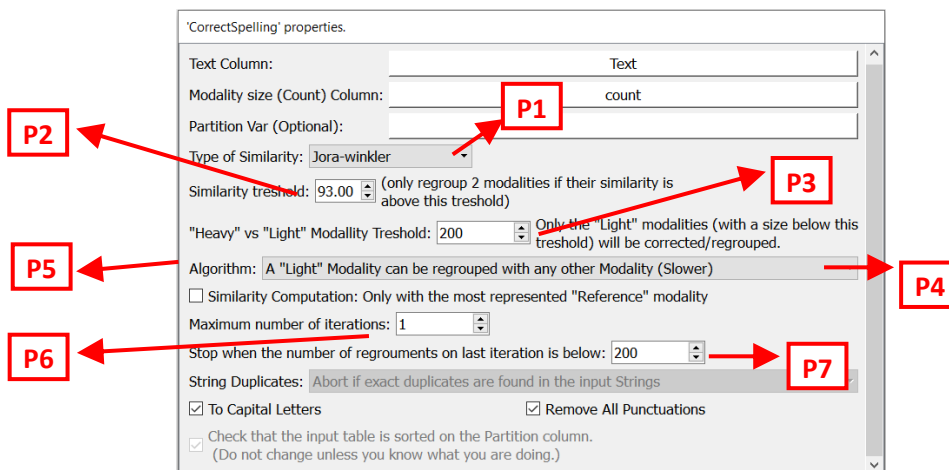 'CorrectSpelling' properties.
Text Column: Text
Modality size (Count) Column: count
P1
Partition Var (Optional):
P2
Type of Similarity: Jora-winkler
Similarity treshold: 93.00 (only regroup 2 modalities if their similarity is
above this treshold)
P3
"Heavy" vs "Light" Modallity Treshold: 200 Only the "Light" modalities (with a size below this
treshold) will be corrected/regrouped.
P5
Algorithm: A "Light" Modality can be regrouped with any other Modality (Slower)
P4
Similarity Computation: Only with the most represented "Reference" modality
Maximum number of iterations: 1
P6
Stop when the number of regrouments on last iteration is below: 200
P7
String Duplicates: Abort if exact duplicates are found in the input Strings
To Capital Letters Remove All Punctuations
Check that the input table is sorted on the Partition column.
(Do not change unless you know what you are doing.)